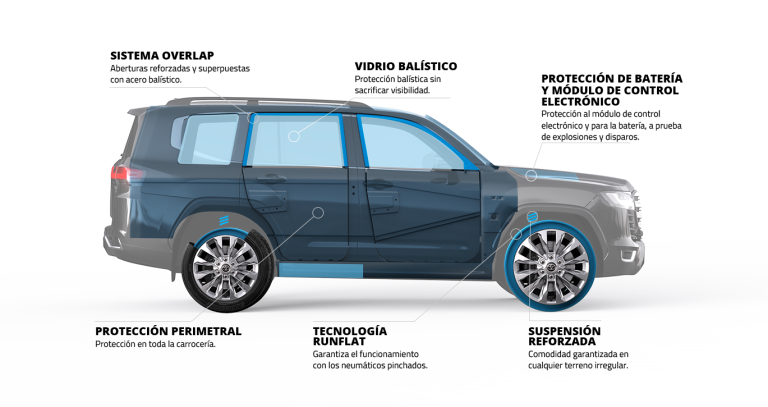 SISTEMA OVERLAP
Aberturas reforzadas y superpuestas
con acero balístico.
VIDRIO BALÍSTICO
Protección balística sin
sacrificar visibilidad.
PROTECCIÓN DE BATERÍA
Y MÓDULO DE CONTROL
ELECTRÓNICO
Protección al módulo de control
electrónico y para la batería, a prueba
de explosiones y disparos.
PROTECCIÓN PERIMETRAL
Protección en toda la carrocería.
TECNOLOGÍA
RUNFLAT
Garantiza el funcionamiento
con los neumáticos pinchados.
SUSPENSIÓN
REFORZADA
Comodidad garantizada en
cualquier terreno irregular.